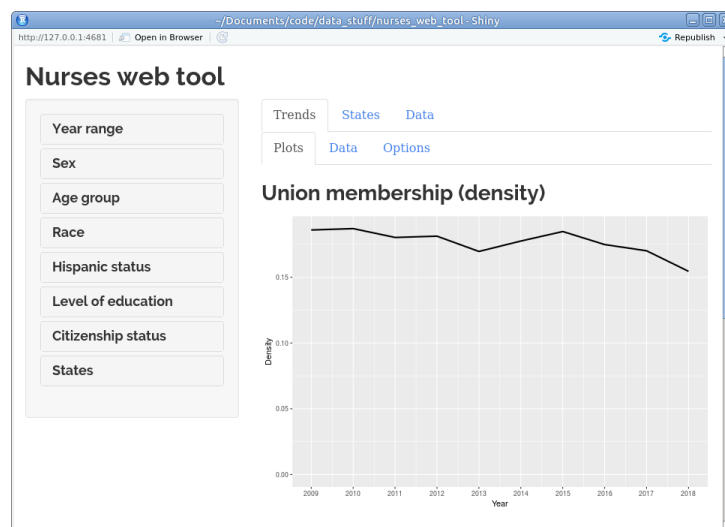 ~/Documents/code/data_stuff/nurses_web_tool - Shiny
http://127.0.0.1:4681 Open in Browser Republish
Nurses web tool
Year range
Sex
Age group
Race
Hispanic status
Level of education
Citizenship status
States
Trends States Data
Plots Data Options
Union membership (density)
0.15
0.10
0.05
0.00
Density
2009 2010 2011 2012 2013 2014 2015 2016 2017 2018
Year